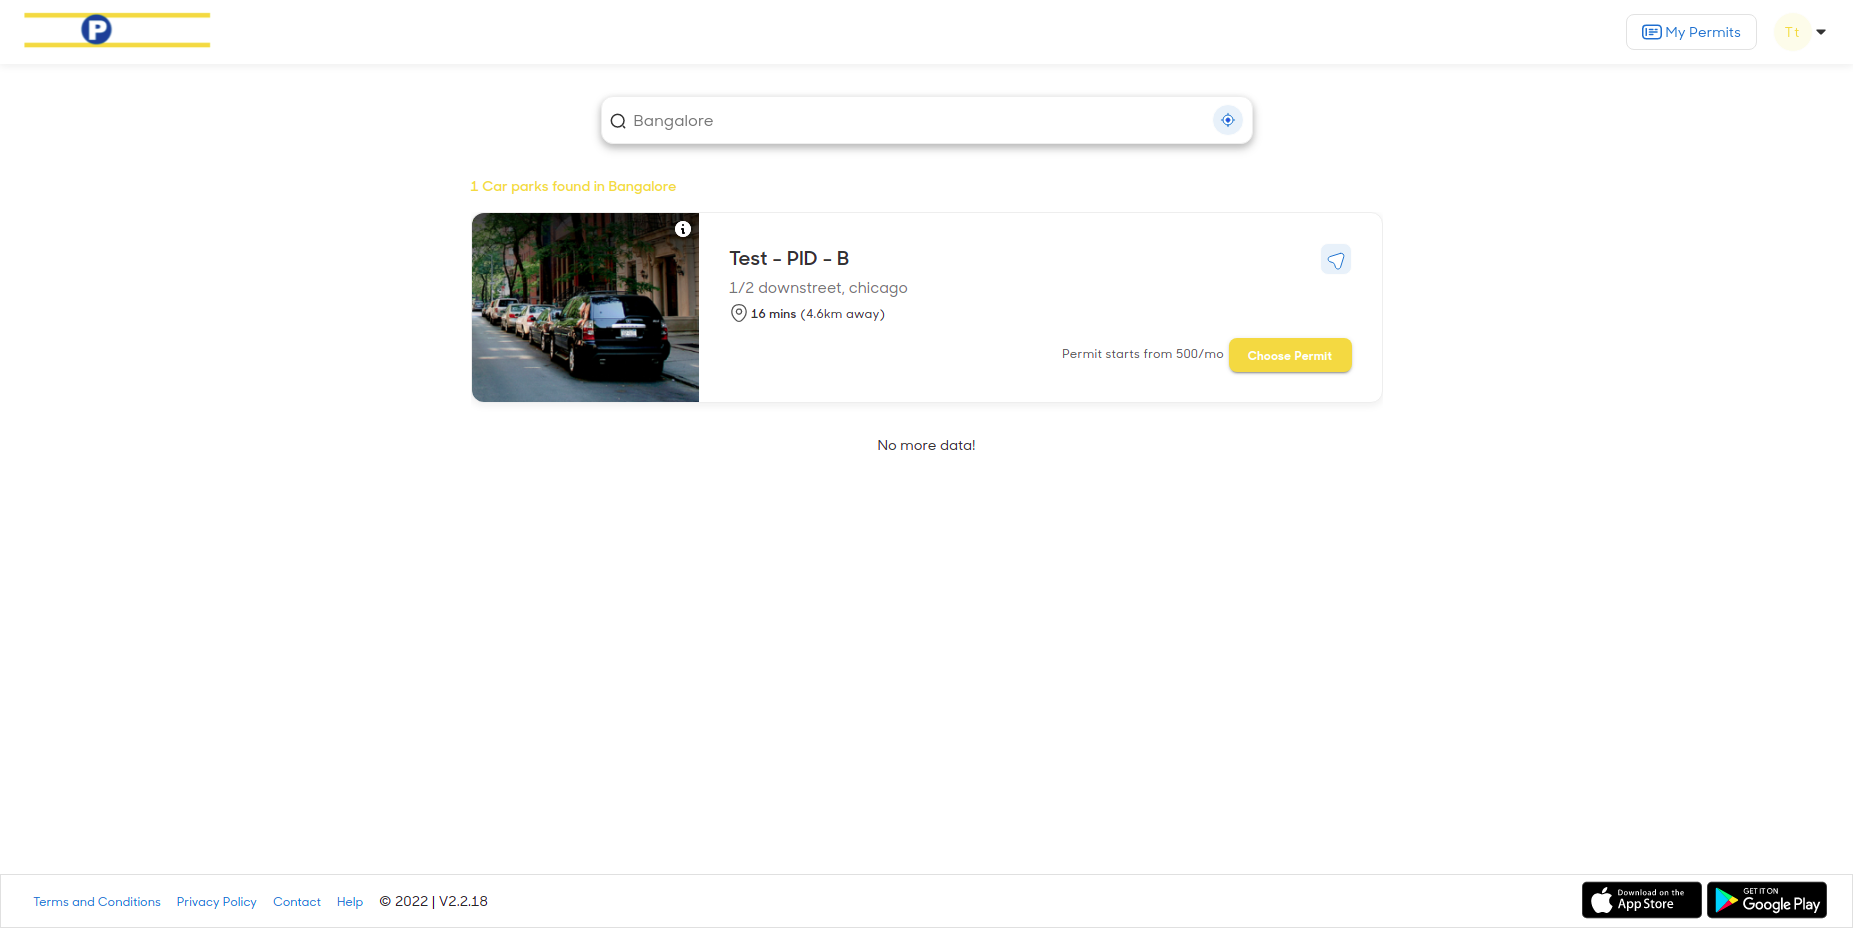 P
My Permits
Tt
Bangalore
1 Car parks found in Bangalore
Test - PID - B
1/2 downstreet, chicago
16 mins (4.6km away)
Permit starts from 500/mo
Choose Permit
No more data!
Terms and Conditions Privacy Policy Contact Help © 2022 | V2.2.18
Download on the
App Store
GET IT ON
Google Play